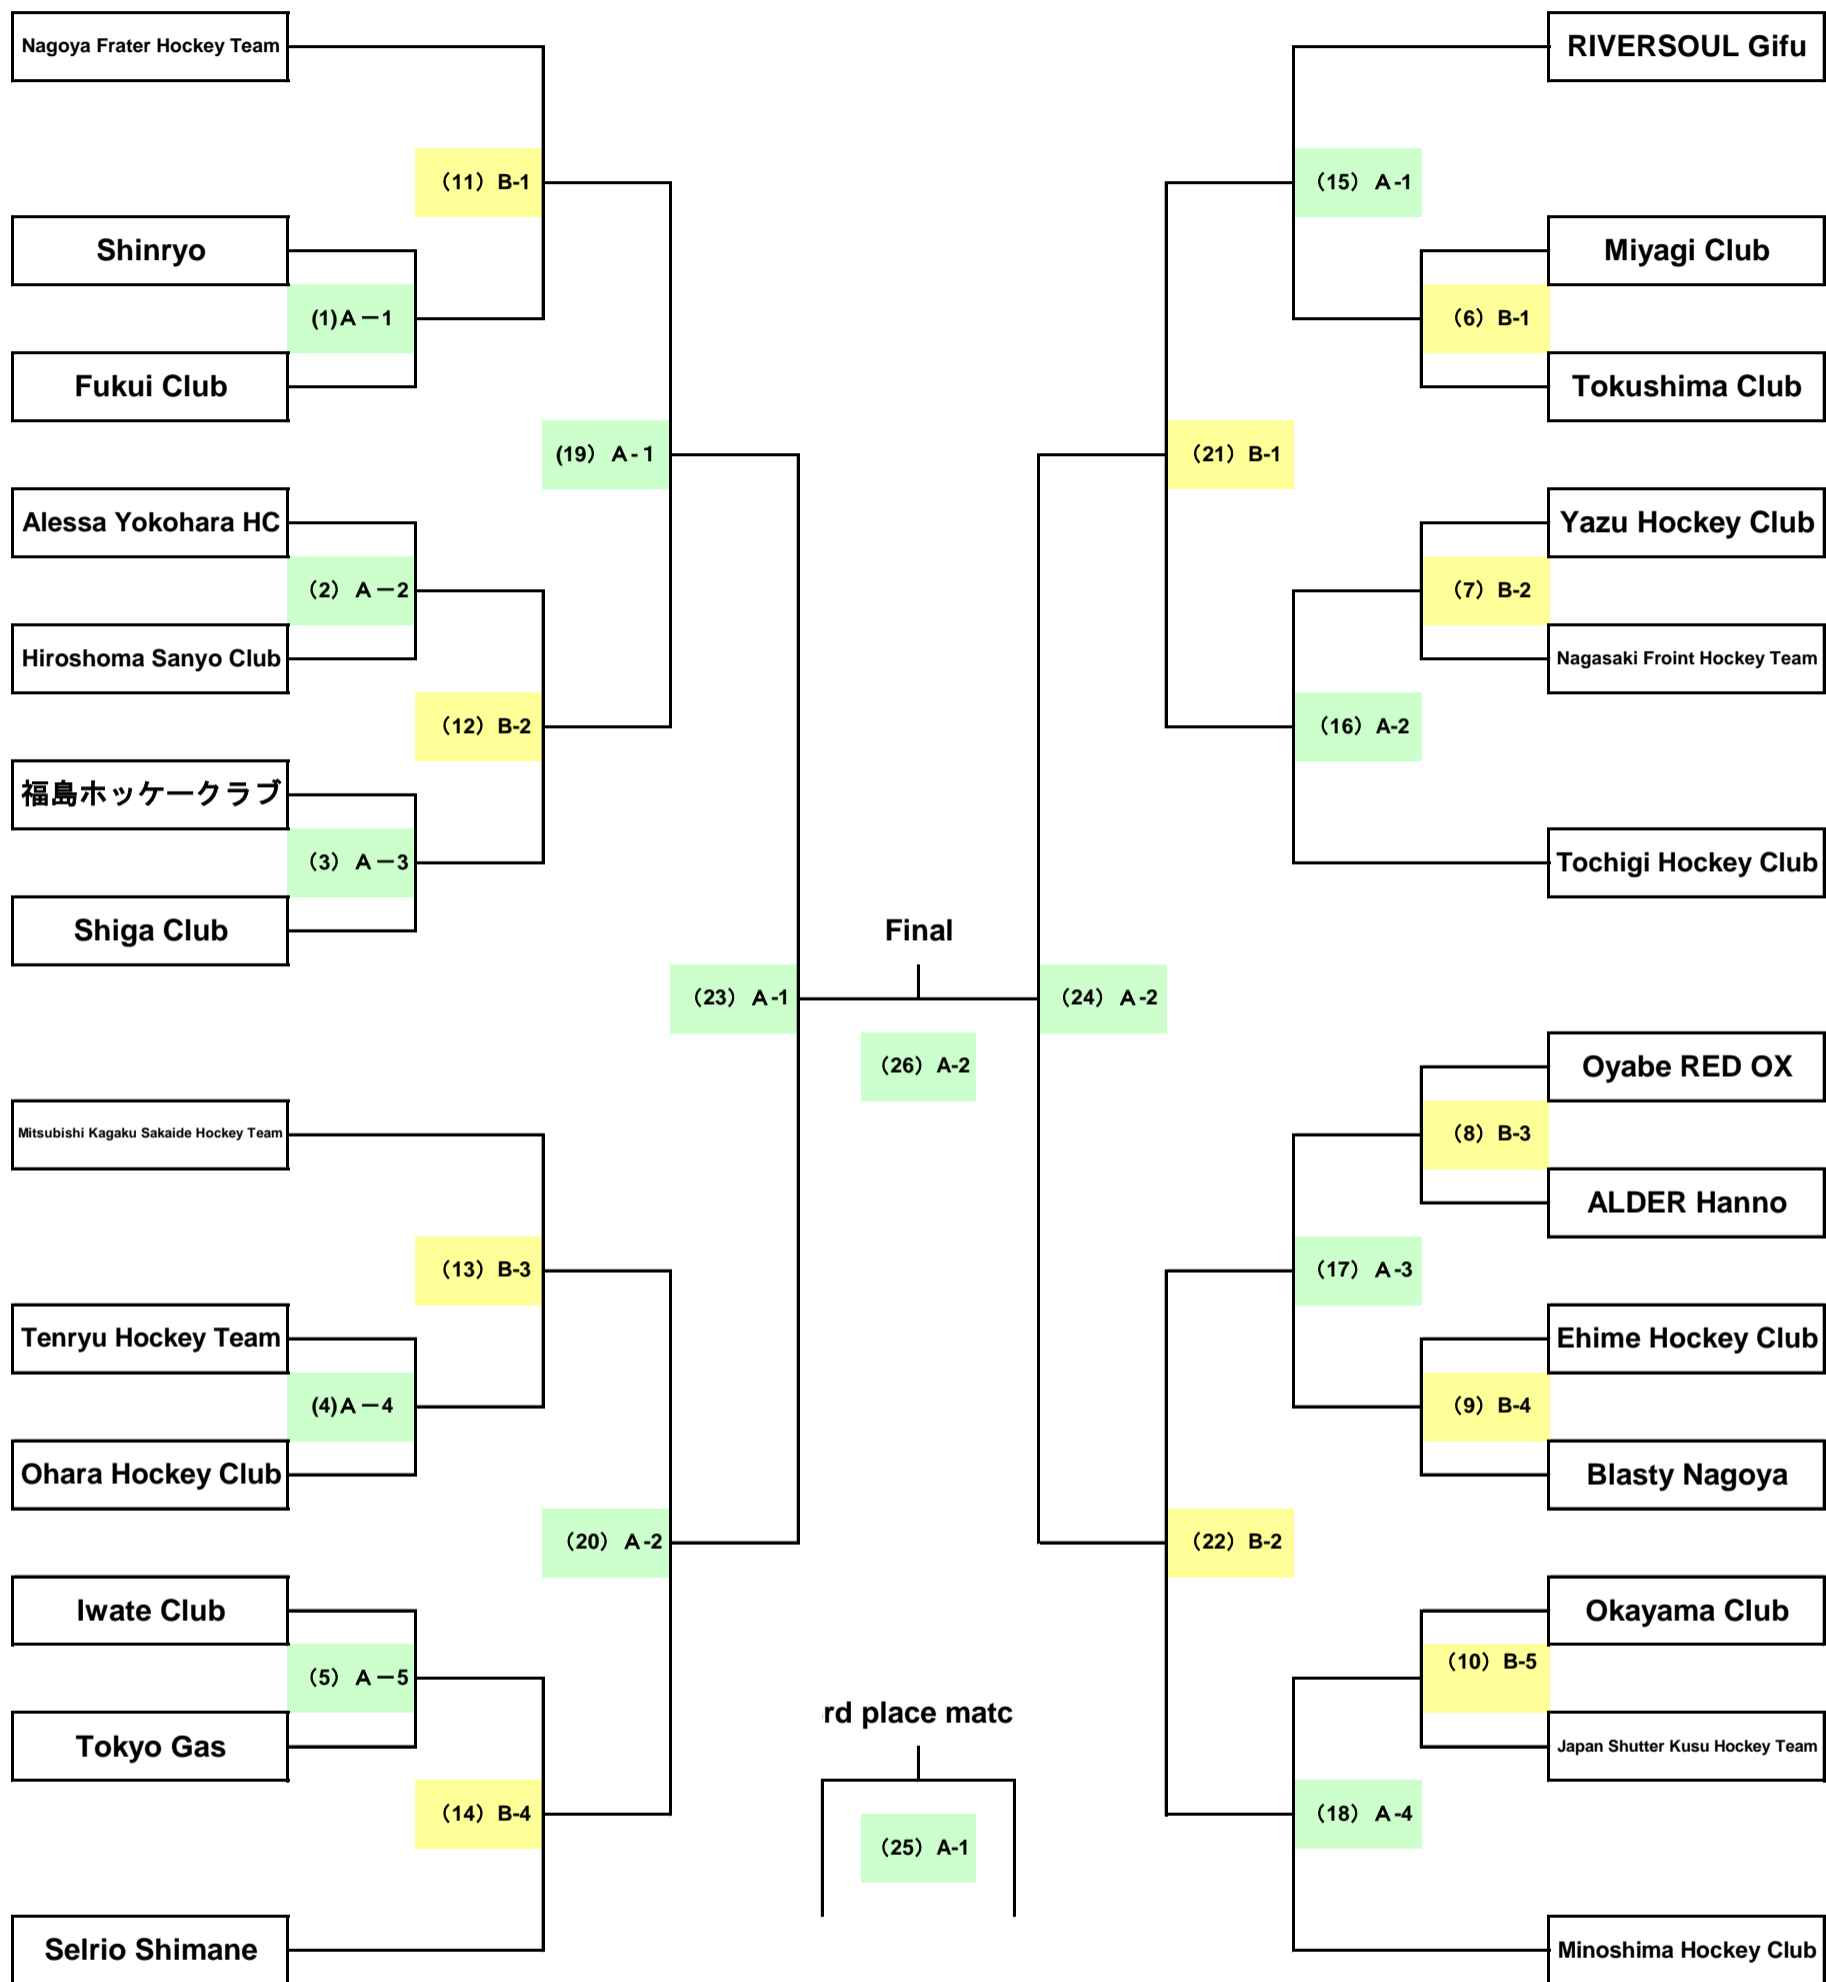 Nagoya Frater Hockey Team
RIVERSOUL Gifu
（11）B-1
（15）Ａ-1
Shinryo
Miyagi Club
(1)Ａ－1
（6）B-1
Fukui Club
Tokushima Club
(19）Ａ-１
（21）B-1
Alessa Yokohara HC
Yazu Hockey Club
（2）Ａ－2
（7）B-2
Hiroshoma Sanyo Club
Nagasaki Froint Hockey Team
（12）B-2
（16）A-2
福島ホッケークラブ
（3）Ａ－3
Tochigi Hockey Club
Shiga Club
Final
（23）Ａ-1
（24）Ａ-2
（26）A-2
Oyabe RED OX
Mitsubishi Kagaku Sakaide Hockey Team
（8）B-3
ALDER Hanno
（13）B-3
（17）Ａ-3
Tenryu Hockey Team
Ehime Hockey Club
(4)Ａ－4
（9）B-4
Ohara Hockey Club
Blasty Nagoya
（20）Ａ-2
（22）B-2
Iwate Club
Okayama Club
（5）Ａ－5
（10）B-5
rd place matc
Tokyo Gas
Japan Shutter Kusu Hockey Team
（14）B-4
（18）Ａ-4
（25）A-1
Selrio Shimane
Minoshima Hockey Club